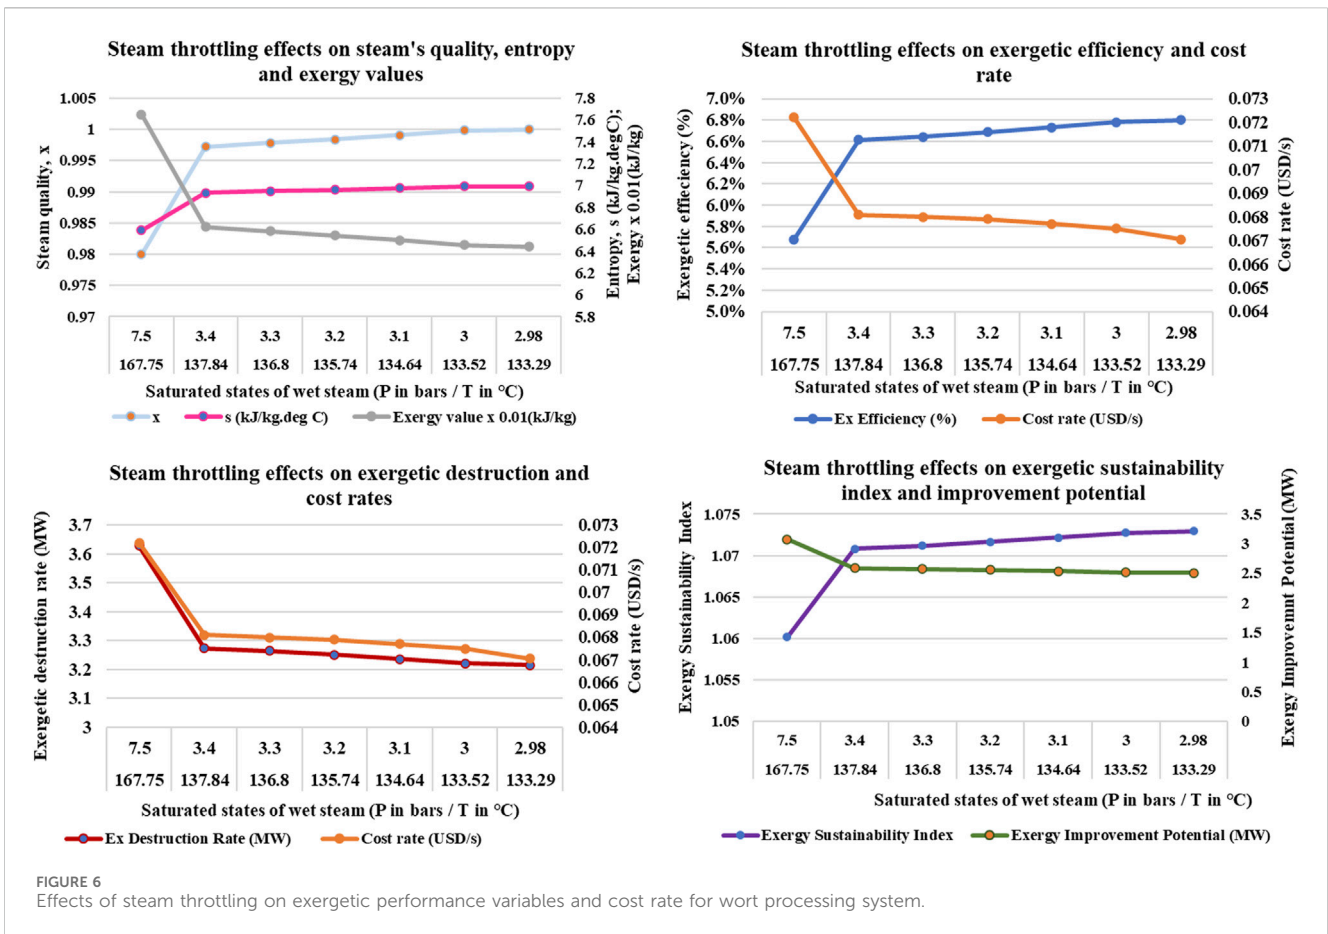 Steam throttling effects on steam's quality, entropy
and exergy values
1.005
1
0.995
0.99
0.985
0.98
0.975
0.97
Steam quality, x
7.8
7.6
7.4
7.2
7
6.8
6.6
6.4
6.2
6
5.8
Entropy, s (kJ/kg.degC);
Exergy x 0.01(kJ/kg)
7.5 3.4 3.3 3.2 3.1 3 2.98
167.75 137.84 136.8 135.74 134.64 133.52 133.29
Saturated states of wet steam (P in bars / T in °C)
x s (kJ/kg.deg C) Exergy value x 0.01(kJ/kg)
Steam throttling effects on exergetic efficiency and cost
rate
7.0%
6.8%
6.6%
6.4%
6.2%
6.0%
5.8%
5.6%
5.4%
5.2%
5.0%
Exergetic effieciency (%)
0.073
0.072
0.071
0.07
0.069
0.068
0.067
0.066
0.065
0.064
Cost rate (USD/s)
7.5 3.4 3.3 3.2 3.1 3 2.98
167.75 137.84 136.8 135.74 134.64 133.52 133.29
Saturated states of wet steam (P in bars / T in °C)
Ex Efficiency (%) Cost rate (USD/s)
Steam throttling effects on exergetic destruction and
cost rates
3.7
3.6
3.5
3.4
3.3
3.2
3.1
3
Exergetic destruction rate (MW)
0.073
0.072
0.071
0.07
0.069
0.068
0.067
0.066
0.065
0.064
Cost rate (USD/s)
7.5 3.4 3.3 3.2 3.1 3 2.98
167.75 137.84 136.8 135.74 134.64 133.52 133.29
Saturated states of wet steam (P in bars / T in °C)
Ex Destruction Rate (MW) Cost rate (USD/s)
Steam throttling effects on exergetic sustainability
index and improvement potential
1.075
1.07
1.065
1.06
1.055
1.05
Exergy Sustainability Index
3.5
3
2.5
2
1.5
1
0.5
0
Exergy Improvemnt Potential (MW)
7.5 3.4 3.3 3.2 3.1 3 2.98
167.75 137.84 136.8 135.74 134.64 133.52 133.29
Saturated states of wet steam (P in bars / T in °C)
Exergy Sustainability Index Exergy Improvement Potential (MW)
FIGURE 6
Effects of steam throttling on exergetic performance variables and cost rate for wort processing system.